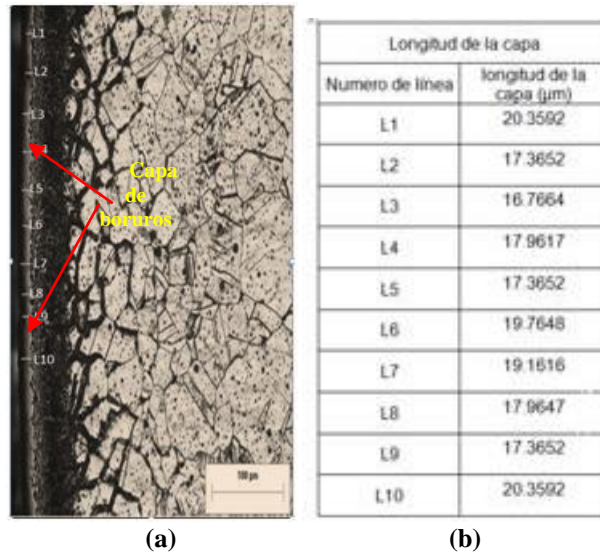 L1
L2
L3
L5
L6
L7
L8
L10
Capa
de
boruros
100 µm
(a)
Longitud de la capa
Numero de línea longitud de la
capa (µm)
L1 20.3592
L2 17.3652
L3 16.7664
L4 17.9617
L5 17.3652
L6 19.7648
L7 19.1616
L8 17.9647
L9 17.3652
L10 20.3592
(b)